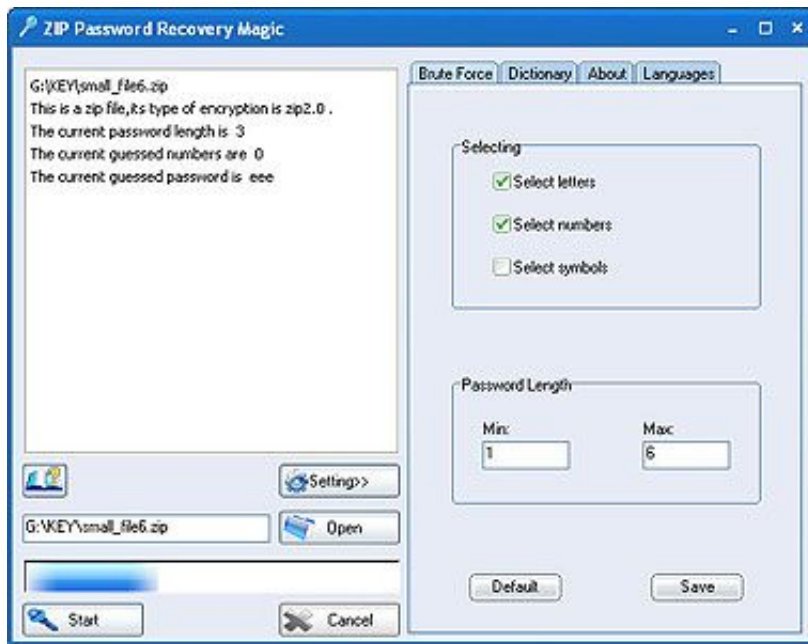 ZIP Password Recovery Magic
G:\KEY\small_file6.zip
This is a zip file,its type of encryption is zip2.0 .
The current password length is 3
The current guessed numbers are 0
The current guessed password is eee
Setting>>
G:\KEY\small_file6.zip
Open
Start
Cancel
Brute Force Dictionary About Languages
Selecting
Select letters
Select numbers
Select symbols
Password Length
Min: Max:
1 6
Default Save